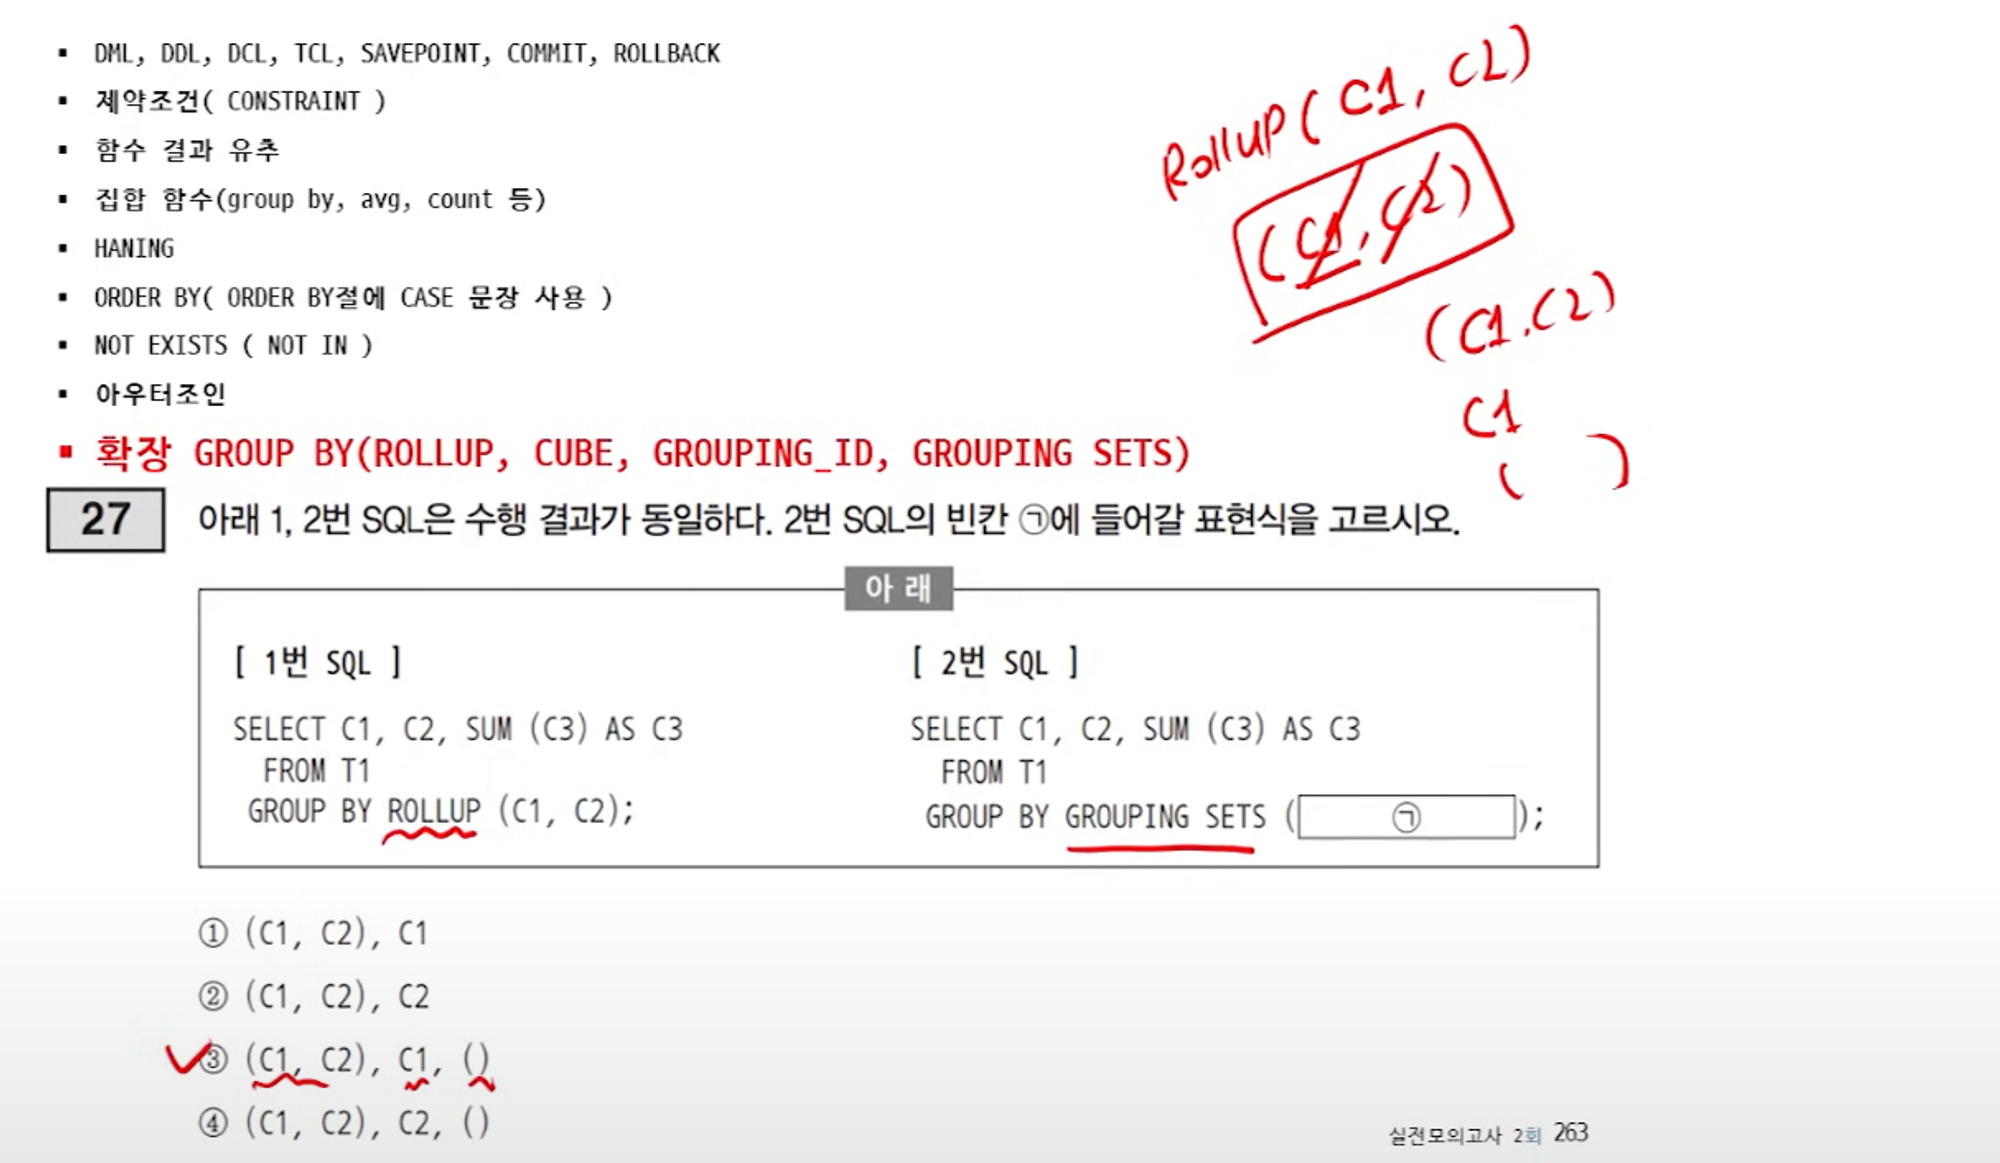 ▪ DML, DDL, DCL, TCL, SAVEPOINT, COMMIT, ROLLBACK
▪ 제약조건( CONSTRAINT )
▪ 함수 결과 유추
▪ 집합 함수(group by, avg, count 등)
▪ HANING
▪ ORDER BY( ORDER BY절에 CASE 문장 사용 )
▪ NOT EXISTS ( NOT IN )
▪ 아우터조인
▪ 확장 GROUP BY(ROLLUP, CUBE, GROUPING_ID, GROUPING SETS)
Rollup ( C1, C2)
(C1, C2)
(C1, C2)
C1
( )
27 아래 1, 2번 SQL은 수행 결과가 동일하다. 2번 SQL의 빈칸 ㉠에 들어갈 표현식을 고르시오.
아 래
[ 1번 SQL ]
SELECT C1, C2, SUM (C3) AS C3
FROM T1
GROUP BY ROLLUP (C1, C2);
[ 2번 SQL ]
SELECT C1, C2, SUM (C3) AS C3
FROM T1
GROUP BY GROUPING SETS ( ㉠ );
① (C1, C2), C1
② (C1, C2), C2
③ (C1, C2), C1, ()
④ (C1, C2), C2, ()
실전모의고사 2회 263